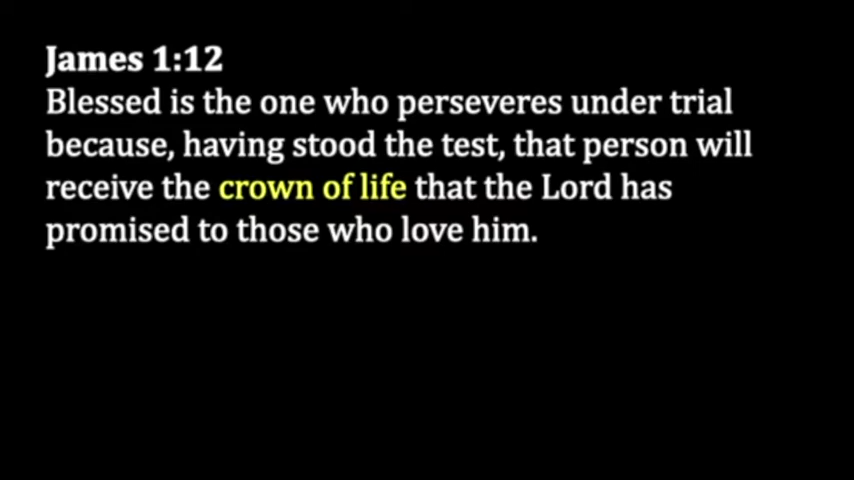 James 1:12
Blessed is the one who perseveres under trial
because, having stood the test, that person will
receive the crown of life that the Lord has
promised to those who love him.